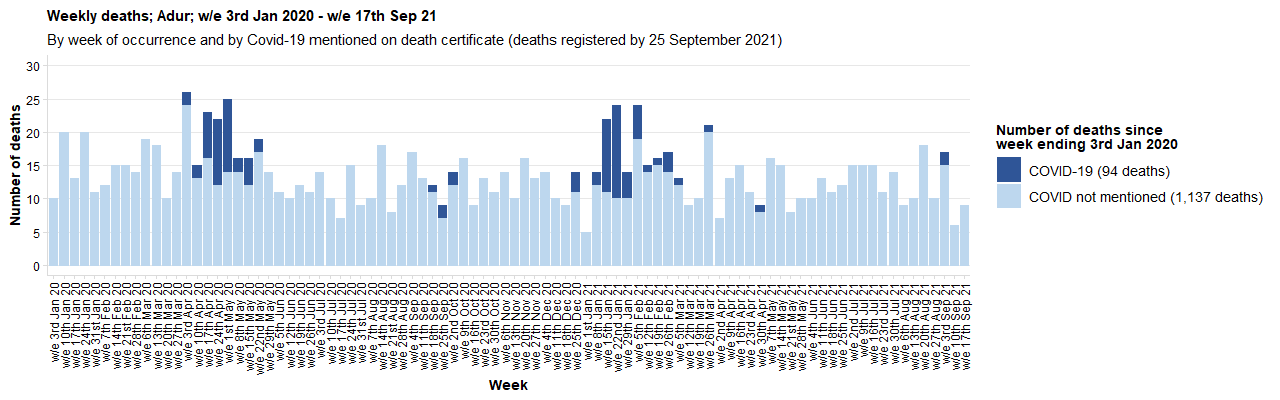 Weekly deaths; Adur; w/e 3rd Jan 2020 - w/e 17th Sep 21
By week of occurrence and by Covid-19 mentioned on death certificate (deaths registered by 25 September 2021)
30
25
20
15
10
5
0
Number of deaths
w/e 3rd Jan 20
w/e 10th Jan 20
w/e 17th Jan 20
w/e 24th Jan 20
w/e 31st Jan 20
w/e 7th Feb 20
w/e 14th Feb 20
w/e 21st Feb 20
w/e 28th Feb 20
w/e 6th Mar 20
w/e 13th Mar 20
w/e 20th Mar 20
w/e 27th Mar 20
w/e 3rd Apr 20
w/e 10th Apr 20
w/e 17th Apr 20
w/e 24th Apr 20
w/e 1st May 20
w/e 8th May 20
w/e 15th May 20
w/e 22nd May 20
w/e 29th May 20
w/e 5th Jun 20
w/e 12th Jun 20
w/e 19th Jun 20
w/e 26th Jun 20
w/e 3rd Jul 20
w/e 10th Jul 20
w/e 17th Jul 20
w/e 24th Jul 20
w/e 31st Jul 20
w/e 7th Aug 20
w/e 14th Aug 20
w/e 21st Aug 20
w/e 28th Aug 20
w/e 4th Sep 20
w/e 11th Sep 20
w/e 18th Sep 20
w/e 25th Sep 20
w/e 2nd Oct 20
w/e 9th Oct 20
w/e 16th Oct 20
w/e 23rd Oct 20
w/e 30th Oct 20
w/e 6th Nov 20
w/e 13th Nov 20
w/e 20th Nov 20
w/e 27th Nov 20
w/e 4th Dec 20
w/e 11th Dec 20
w/e 18th Dec 20
w/e 25th Dec 20
w/e 1st Jan 21
w/e 8th Jan 21
w/e 15th Jan 21
w/e 22nd Jan 21
w/e 29th Jan 21
w/e 5th Feb 21
w/e 12th Feb 21
w/e 19th Feb 21
w/e 26th Feb 21
w/e 5th Mar 21
w/e 12th Mar 21
w/e 19th Mar 21
w/e 26th Mar 21
w/e 2nd Apr 21
w/e 9th Apr 21
w/e 16th Apr 21
w/e 23rd Apr 21
w/e 30th Apr 21
w/e 7th May 21
w/e 14th May 21
w/e 21st May 21
w/e 28th May 21
w/e 4th Jun 21
w/e 11th Jun 21
w/e 18th Jun 21
w/e 25th Jun 21
w/e 2nd Jul 21
w/e 9th Jul 21
w/e 16th Jul 21
w/e 23rd Jul 21
w/e 30th Jul 21
w/e 6th Aug 21
w/e 13th Aug 21
w/e 20th Aug 21
w/e 27th Aug 21
w/e 3rd Sep 21
w/e 10th Sep 21
w/e 17th Sep 21
Week
Number of deaths since
week ending 3rd Jan 2020
COVID-19 (94 deaths)
COVID not mentioned (1,137 deaths)